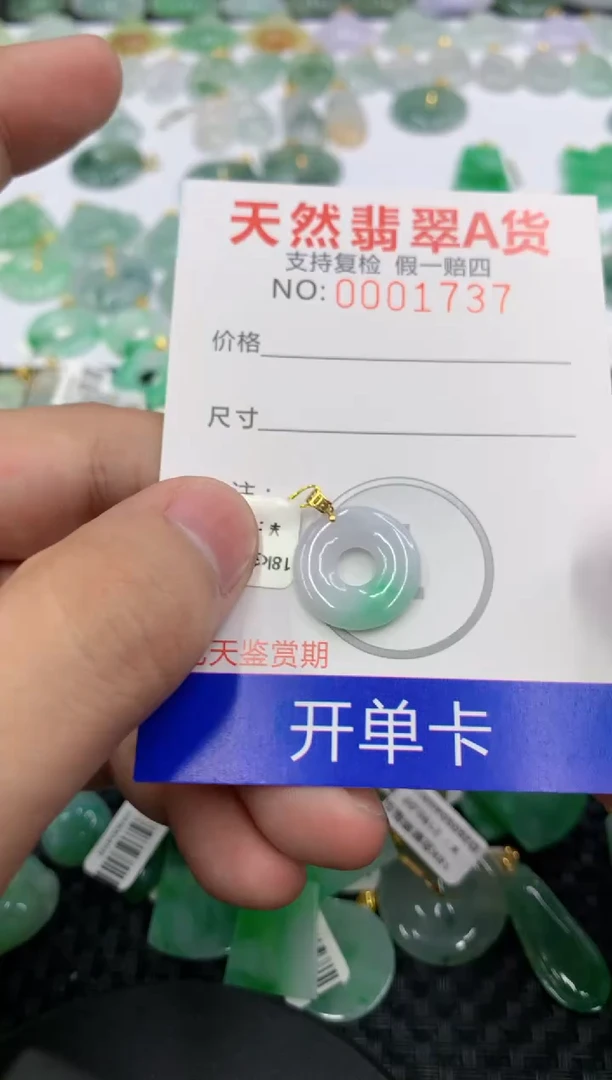 天然翡翠A货
支持复检 假一赔四
NO: 0001737
价格
尺寸
注：
天鉴赏期
开单卡